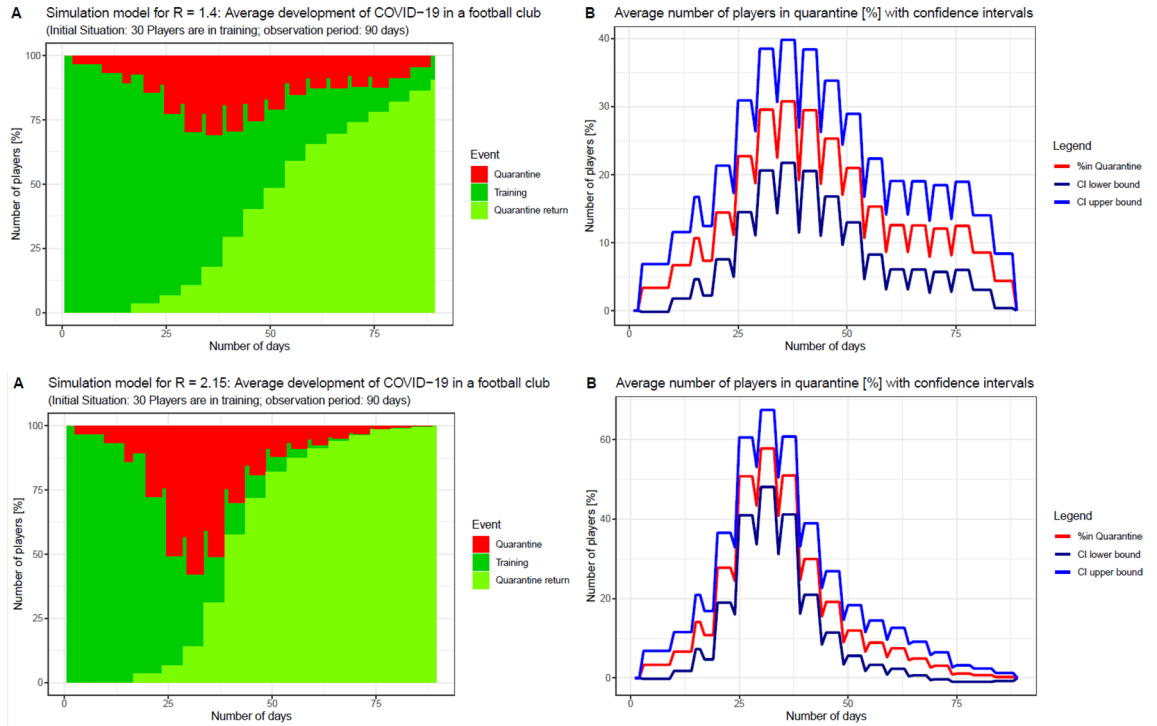 A
Simulation model for R = 1.4: Average development of COVID−19 in a football club
(Initial Situation: 30 Players are in training; observation period: 90 days)
Number of players [%]
100
75
50
25
0
0
25
50
75
Number of days
Event
Quarantine
Training
Quarantine return
B
Average number of players in quarantine [%] with confidence intervals
Number of players [%]
40
30
20
10
0
0
25
50
75
Number of days
Legend
%in Quarantine
CI lower bound
CI upper bound
A
Simulation model for R = 2.15: Average development of COVID−19 in a football club
(Initial Situation: 30 Players are in training; observation period: 90 days)
Number of players [%]
100
75
50
25
0
0
25
50
75
Number of days
Event
Quarantine
Training
Quarantine return
B
Average number of players in quarantine [%] with confidence intervals
Number of players [%]
60
40
20
0
0
25
50
75
Number of days
Legend
%in Quarantine
CI lower bound
CI upper bound